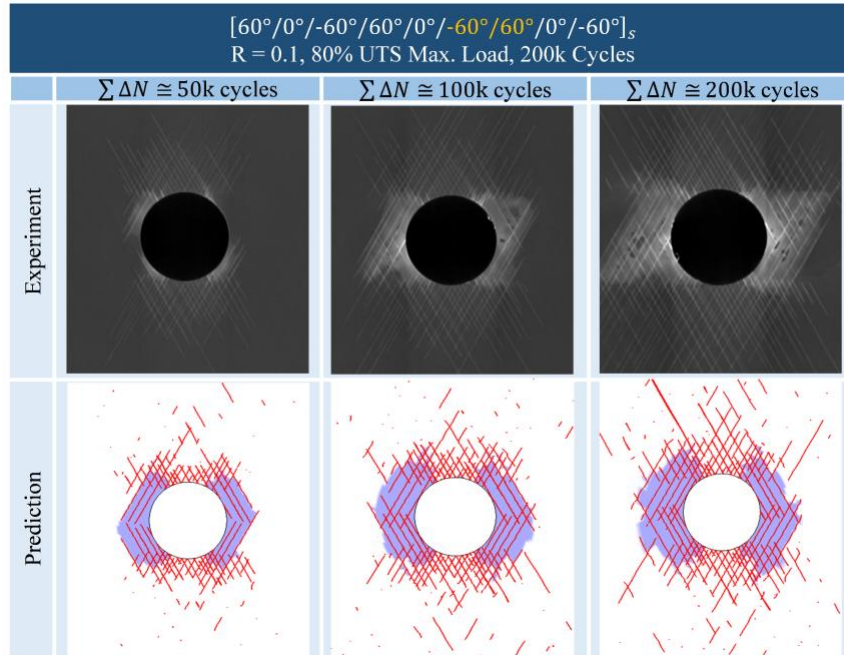 [60°/0°/-60°/60°/0°/-60°/60°/0°/-60°]ₛ
R = 0.1, 80% UTS Max. Load, 200k Cycles
∑ ΔN ≅ 50k cycles
∑ ΔN ≅ 100k cycles
∑ ΔN ≅ 200k cycles
Experiment
Prediction